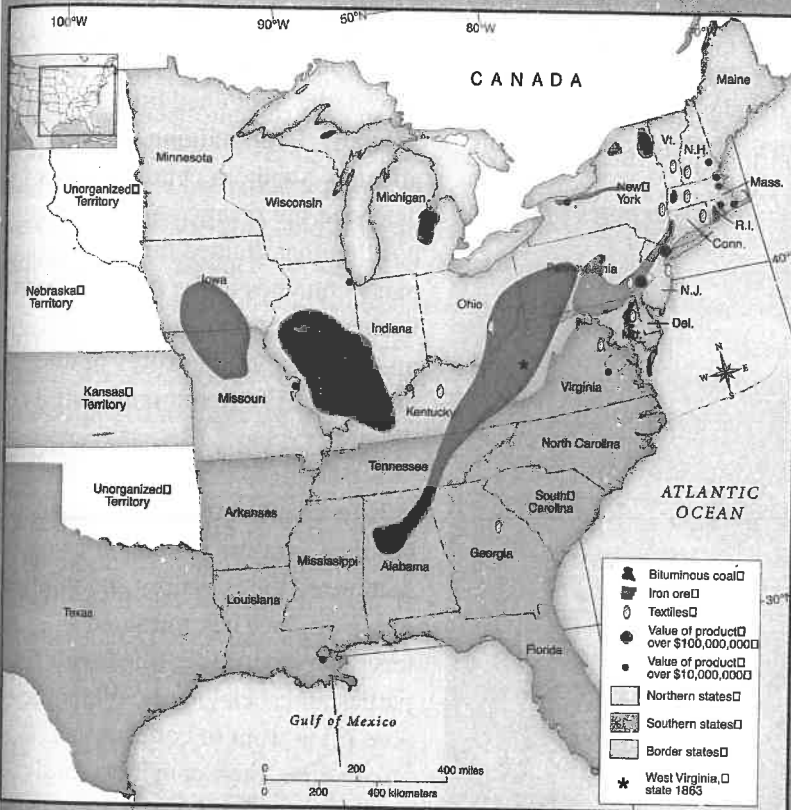 100°W
90°W
50°N
80°W
CANADA
Maine
Minnesota
Vt.
N.H.
Unorganized
Territory
Wisconsin
Michigan
New
York
Mass.
R.I.
Conn.
40°
Iowa
Pennsylvania
Nebraska
Territory
Ohio
N.J.
Indiana
Del.
Md.
N
W E
S
Kansas
Territory
Missouri
Kentucky
Virginia
North Carolina
Tennessee
Unorganized
Territory
Arkansas
South
Carolina
ATLANTIC
OCEAN
Mississippi
Alabama
Georgia
Louisiana
Texas
Florida
30°
Bituminous coal
Iron ore
Textiles
Value of product
over $100,000,000
Value of product
over $10,000,000
Northern states
Southern states
Border states
West Virginia,
state 1863
Gulf of Mexico
0 200 400 miles
0 200 400 kilometers